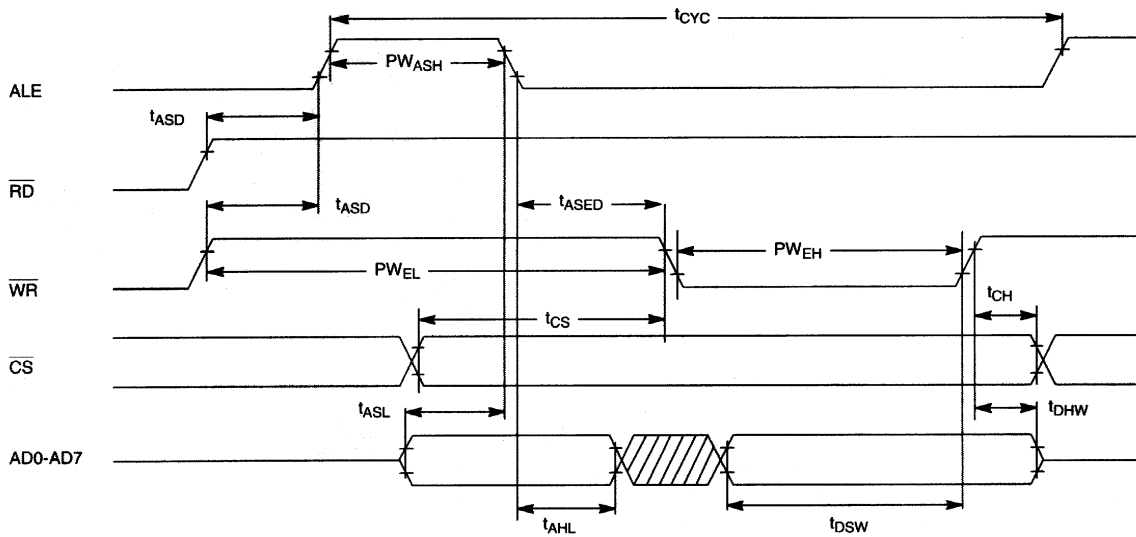 tCYC
PWASH
ALE
tASD
RD
tASD
tASED
PWEL
PWEH
WR
tCS
tCH
CS
tASL
tDHW
AD0-AD7
tAHL
tDSW